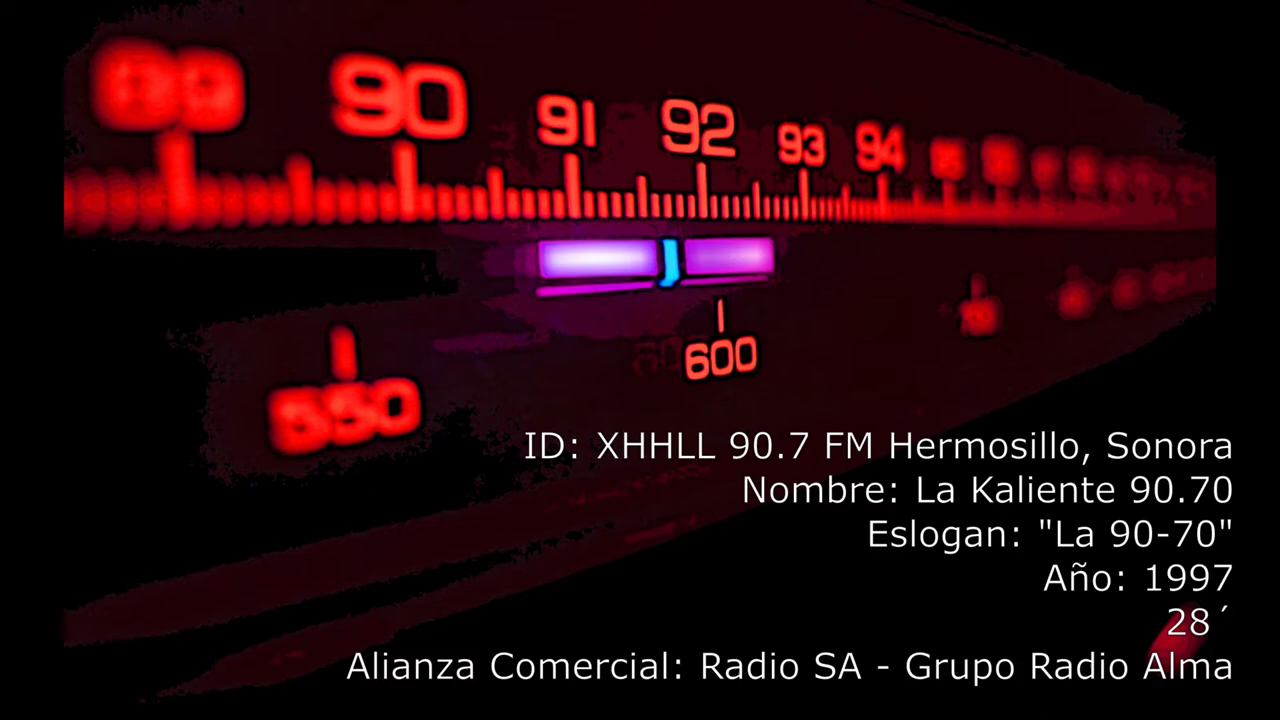 89 90 91 92 93 94
550 600
ID: XHHLL 90.7 FM Hermosillo, Sonora
Nombre: La Kaliente 90.70
Eslogan: "La 90-70"
Año: 1997
28´
Alianza Comercial: Radio SA - Grupo Radio Alma